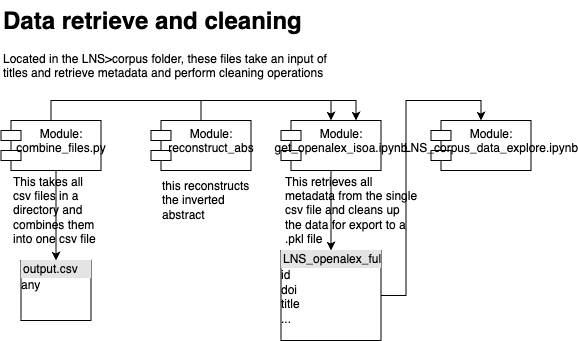 Data retrieve and cleaning
Located in the LNS>corpus folder, these files take an input of
titles and retrieve metadata and perform cleaning operations
Module:
combine_files.py
Module:
reconstruct_abs
Module:
get_openalex_isoa.ipynb
Module:
LNS_corpus_data_explore.ipynb
This takes all
csv files in a
directory and
combines them
into one csv file
this reconstructs
the inverted
abstract
This retrieves all
metadata from the single
csv file and cleans up
the data for export to a
.pkl file
output.csv
any
LNS_openalex_ful
id
doi
title
...